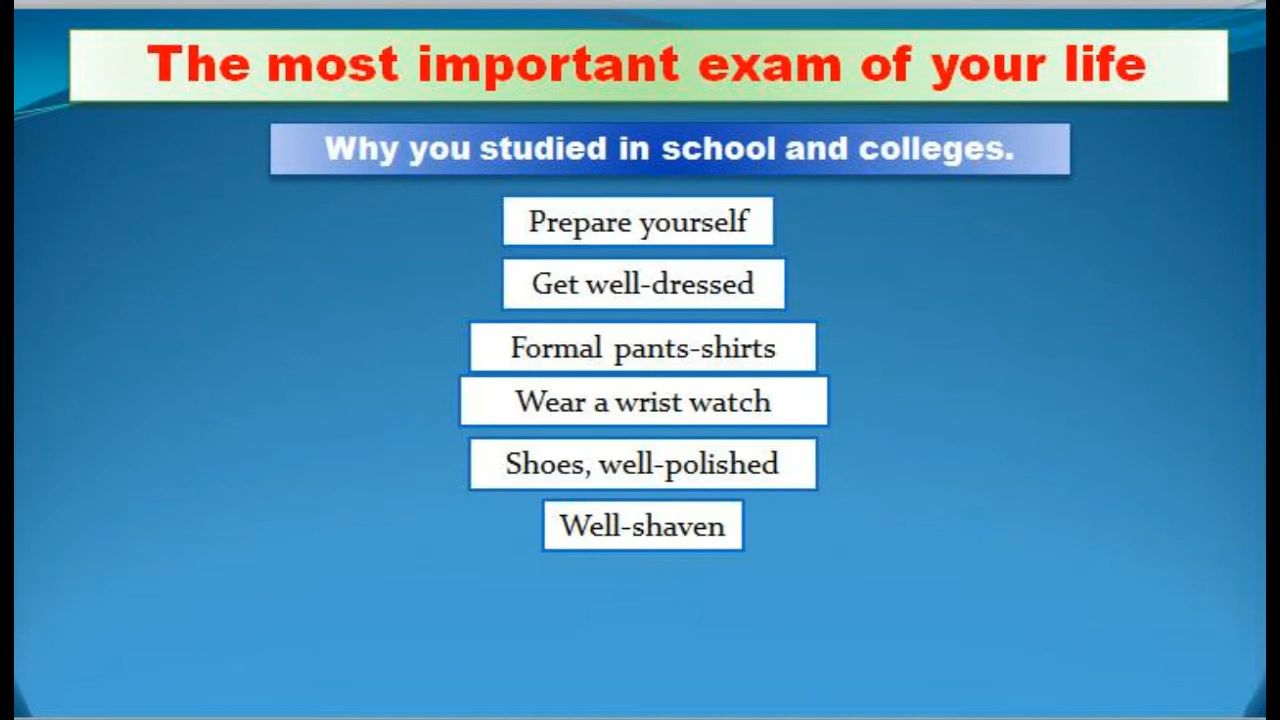 The most important exam of your life
Why you studied in school and colleges.
Prepare yourself
Get well-dressed
Formal pants-shirts
Wear a wrist watch
Shoes, well-polished
Well-shaven